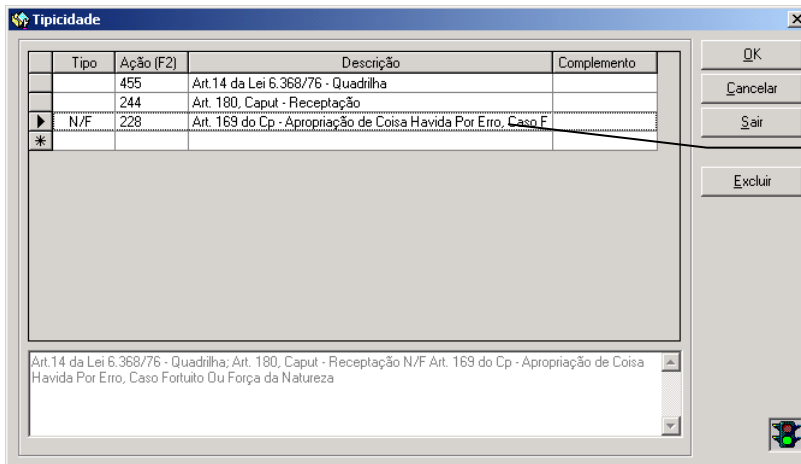 Tipicidade
Tipo Ação (F2) Descrição Complemento
455 Art.14 da Lei 6.368/76 - Quadrilha
244 Art. 180, Caput - Receptação
N/F 228 Art. 169 do Cp - Apropriação de Coisa Havida Por Erro, Caso F
OK
Cancelar
Sair
Excluir
Art.14 da Lei 6.368/76 - Quadrilha; Art. 180, Caput - Receptação N/F Art. 169 do Cp - Apropriação de Coisa
Havida Por Erro, Caso Fortuito Ou Força da Natureza